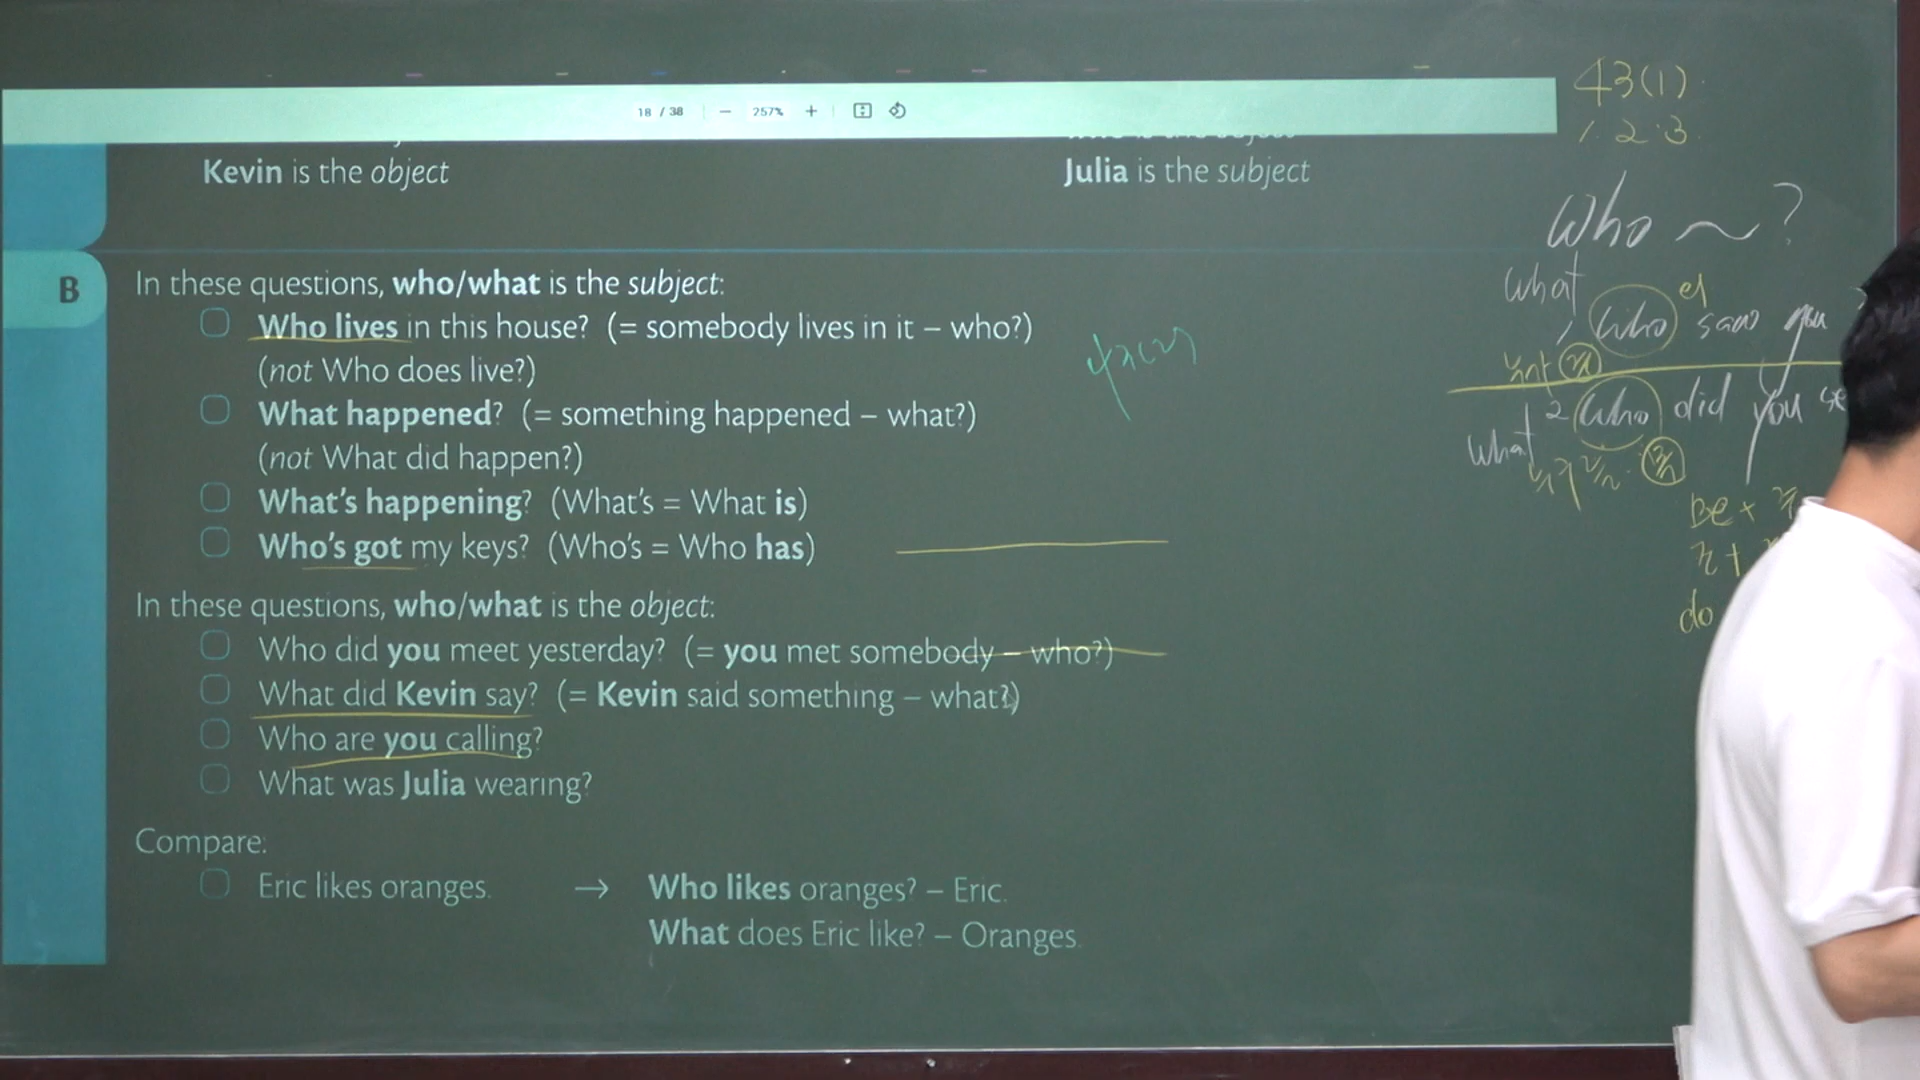 18 / 38 − 257% +
Kevin is the object
Julia is the subject
B
In these questions, who/what is the subject:
Who lives in this house? (= somebody lives in it – who?)
(not Who does live?)
What happened? (= something happened – what?)
(not What did happen?)
What's happening? (What's = What is)
Who's got my keys? (Who's = Who has)
In these questions, who/what is the object:
Who did you meet yesterday? (= you met somebody – who?)
What did Kevin say? (= Kevin said something – what?)
Who are you calling?
What was Julia wearing?
Compare:
Eric likes oranges. → Who likes oranges? – Eric.
What does Eric like? – Oranges.
43(1)
1. 2. 3.
Who ~ ?
What
who saw you
2 who did you se
what
Be +
do